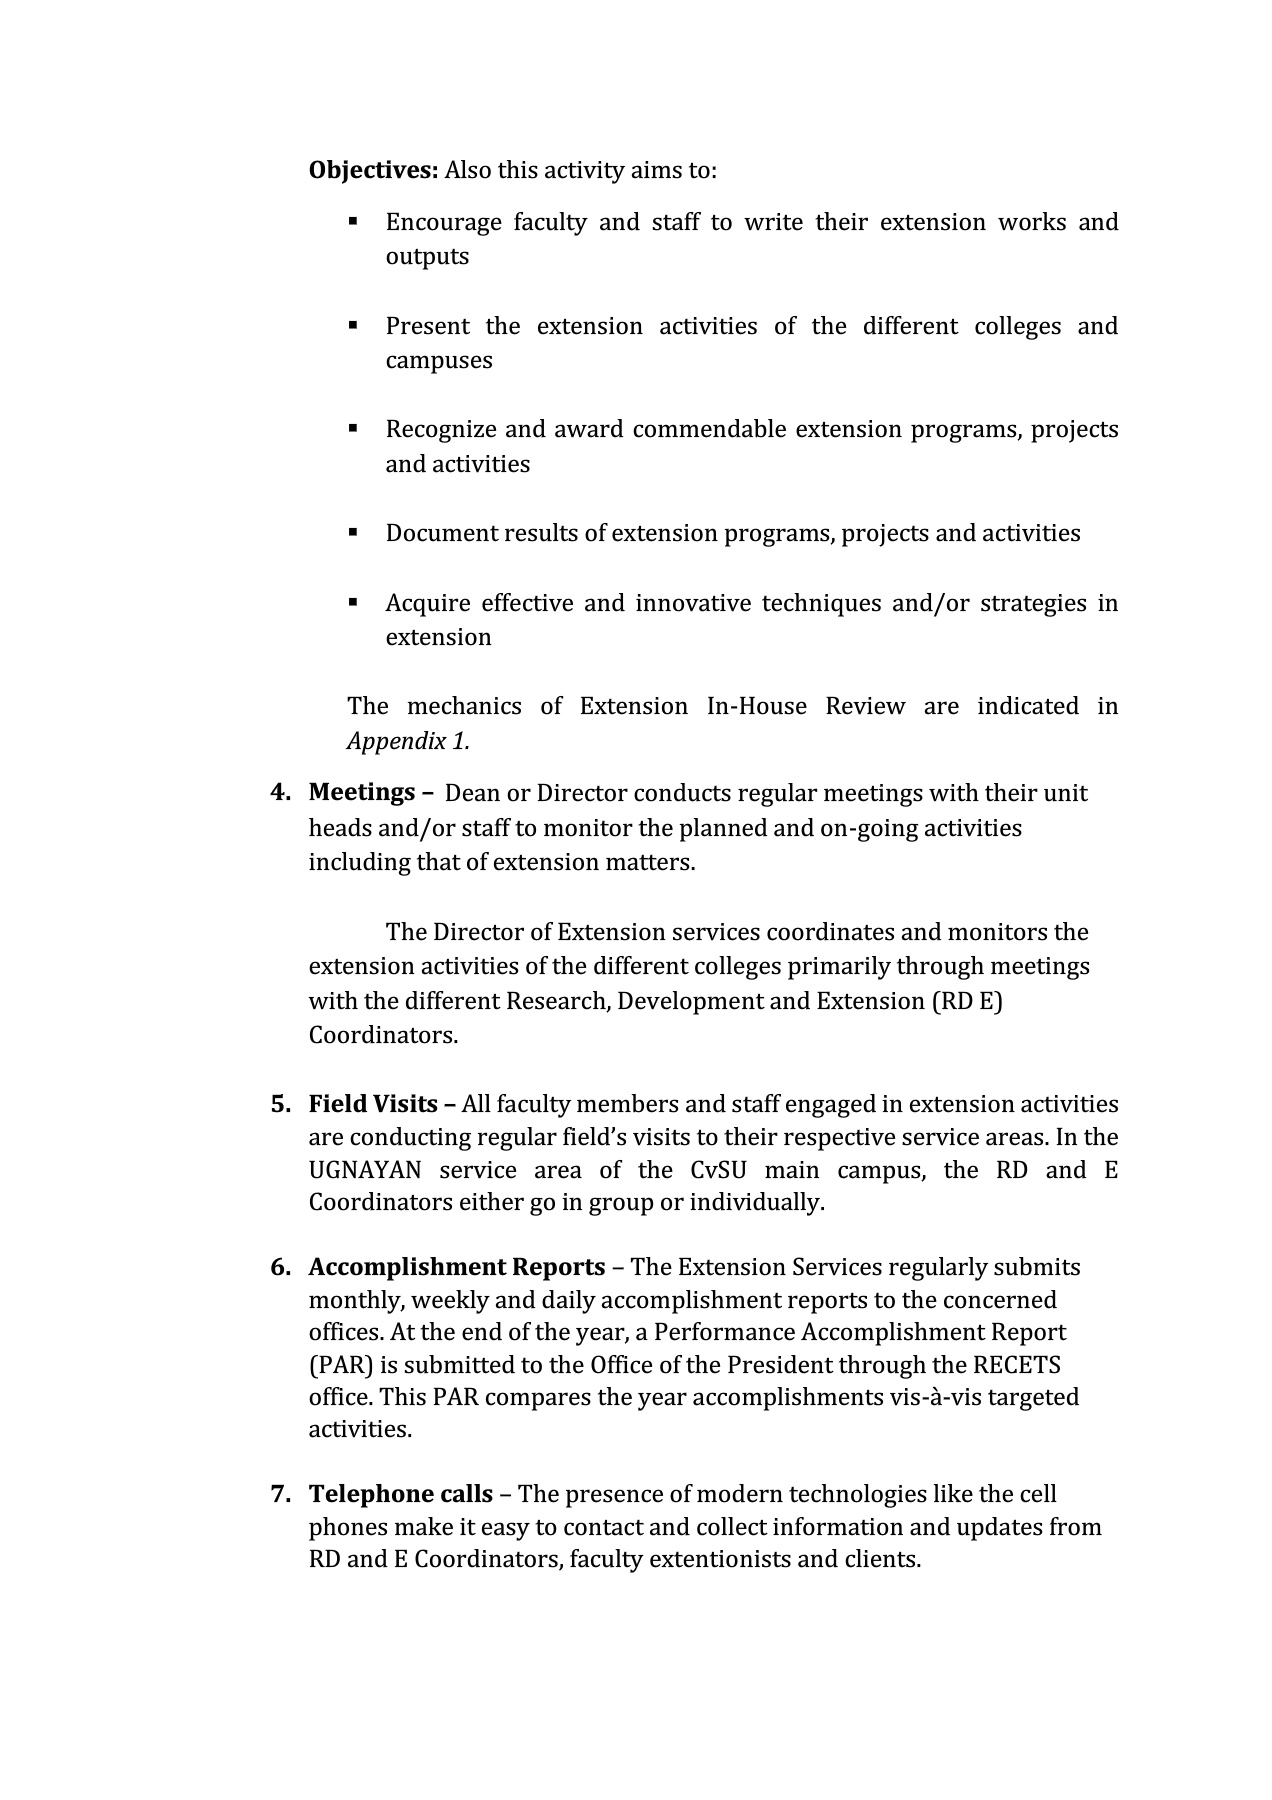 Objectives: Also this activity aims to:
▪ Encourage faculty and staff to write their extension works and
outputs
▪ Present the extension activities of the different colleges and
campuses
▪ Recognize and award commendable extension programs, projects
and activities
▪ Document results of extension programs, projects and activities
▪ Acquire effective and innovative techniques and/or strategies in
extension
The mechanics of Extension In-House Review are indicated in
Appendix 1.
4. Meetings – Dean or Director conducts regular meetings with their unit
heads and/or staff to monitor the planned and on-going activities
including that of extension matters.
The Director of Extension services coordinates and monitors the
extension activities of the different colleges primarily through meetings
with the different Research, Development and Extension (RD E)
Coordinators.
5. Field Visits – All faculty members and staff engaged in extension activities
are conducting regular field’s visits to their respective service areas. In the
UGNAYAN service area of the CvSU main campus, the RD and E
Coordinators either go in group or individually.
6. Accomplishment Reports – The Extension Services regularly submits
monthly, weekly and daily accomplishment reports to the concerned
offices. At the end of the year, a Performance Accomplishment Report
(PAR) is submitted to the Office of the President through the RECETS
office. This PAR compares the year accomplishments vis-à-vis targeted
activities.
7. Telephone calls – The presence of modern technologies like the cell
phones make it easy to contact and collect information and updates from
RD and E Coordinators, faculty extentionists and clients.